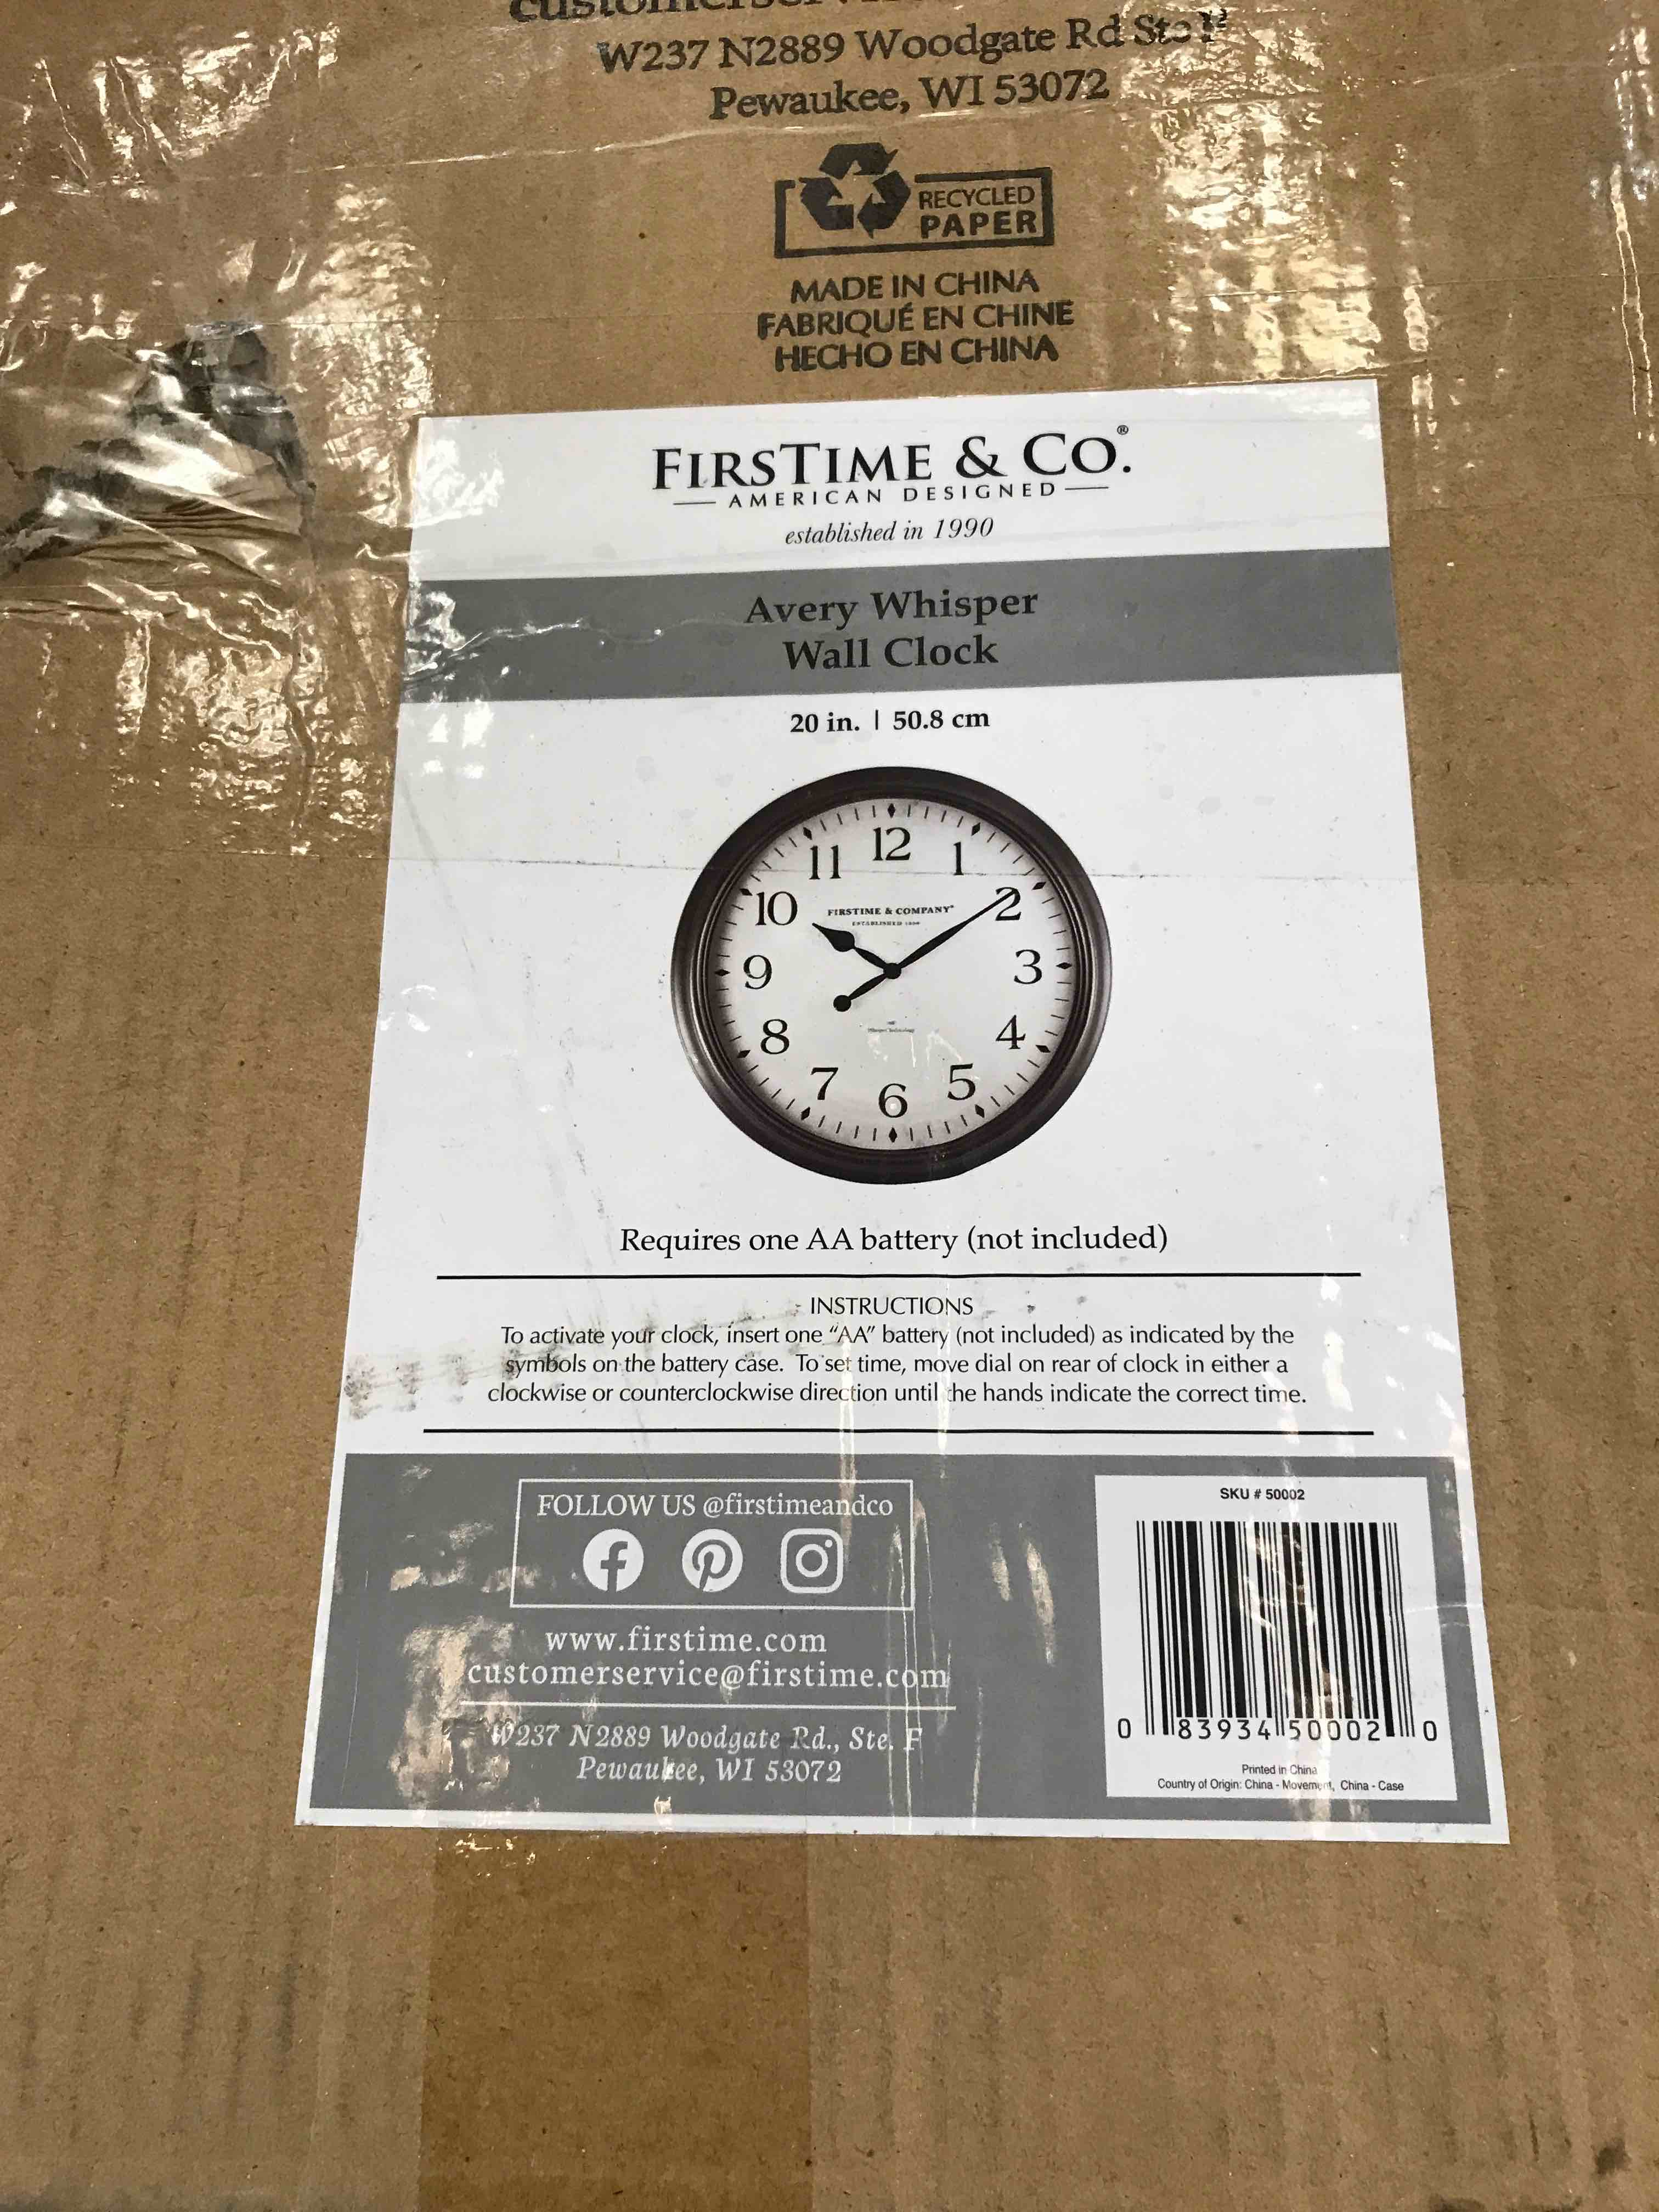 W237 N2889 Woodgate Rd Ste F
Pewaukee, WI 53072
RECYCLED
PAPER
MADE IN CHINA
FABRIQUÉ EN CHINE
HECHO EN CHINA
FIRSTIME & CO.®
AMERICAN DESIGNED
established in 1990
Avery Whisper
Wall Clock
20 in. | 50.8 cm
12
11 1
10 2
FIRSTIME & COMPANY®
ESTABLISHED 1990
9 3
8 4
7 5
6
Requires one AA battery (not included)
INSTRUCTIONS
To activate your clock, insert one “AA” battery (not included) as indicated by the
symbols on the battery case. To set time, move dial on rear of clock in either a
clockwise or counterclockwise direction until the hands indicate the correct time.
FOLLOW US @firstimeandco
www.firstime.com
customerservice@firstime.com
W237 N2889 Woodgate Rd., Ste. F
Pewaukee, WI 53072
SKU # 50002
0 83934 50002 0
Printed in China
Country of Origin: China - Movement, China - Case